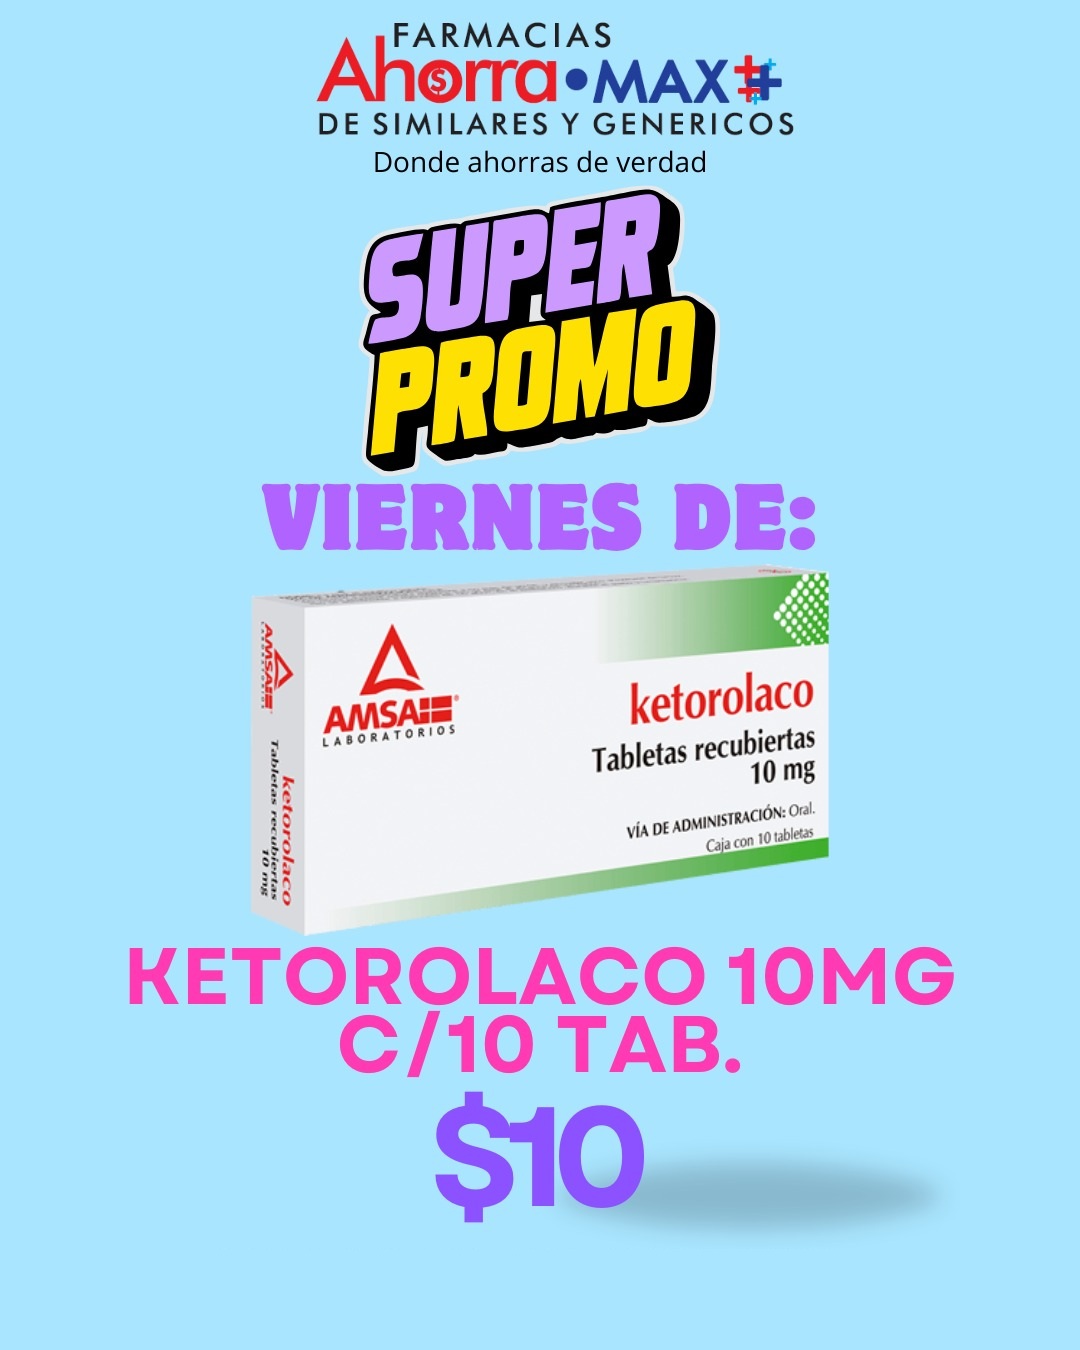 FARMACIAS
Ahorra•MAX
DE SIMILARES Y GENERICOS
Donde ahorras de verdad
SUPER
PROMO
VIERNES DE:
AMSA
LABORATORIOS
ketorolaco
Tabletas recubiertas
10 mg
VÍA DE ADMINISTRACIÓN: Oral.
Caja con 10 tabletas
AMSA
LABORATORIOS
ketorolaco
Tabletas recubiertas
10 mg
KETOROLACO 10MG
C/10 TAB.
$10